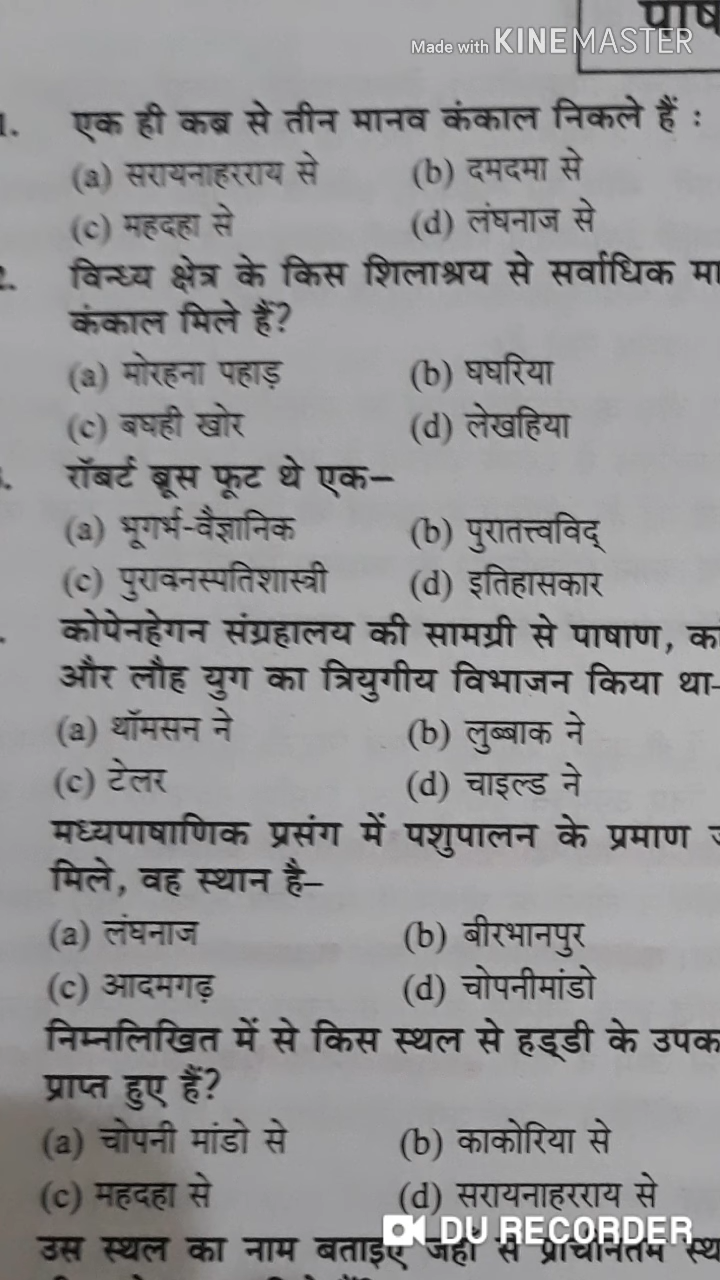 पाष
Made with KINEMASTER
1. एक ही कब्र से तीन मानव कंकाल निकले हैं :
(a) सरायनाहरराय से (b) दमदमा से
(c) महदहा से (d) लंघनाज से
2. विन्ध्य क्षेत्र के किस शिलाश्रय से सर्वाधिक मा
कंकाल मिले हैं?
(a) मोरहना पहाड़ (b) घघरिया
(c) बघही खोर (d) लेखहिया
रॉबर्ट ब्रूस फूट थे एक–
(a) भूगर्भ-वैज्ञानिक (b) पुरातत्त्वविद्
(c) पुरावनस्पतिशास्त्री (d) इतिहासकार
कोपेनहेगन संग्रहालय की सामग्री से पाषाण, कां
और लौह युग का त्रियुगीय विभाजन किया था–
(a) थॉमसन ने (b) लुब्बाक ने
(c) टेलर (d) चाइल्ड ने
मध्यपाषाणिक प्रसंग में पशुपालन के प्रमाण
मिले, वह स्थान है–
(a) लंघनाज (b) बीरभानपुर
(c) आदमगढ़ (d) चोपनीमांडो
निम्नलिखित में से किस स्थल से हड्डी के उपक
प्राप्त हुए हैं?
(a) चोपनी मांडो से (b) काकोरिया से
(c) महदहा से (d) सरायनाहरराय से
DU RECORDER
उस स्थल का नाम बताइए जहाँ से प्राचीनतम स्थ